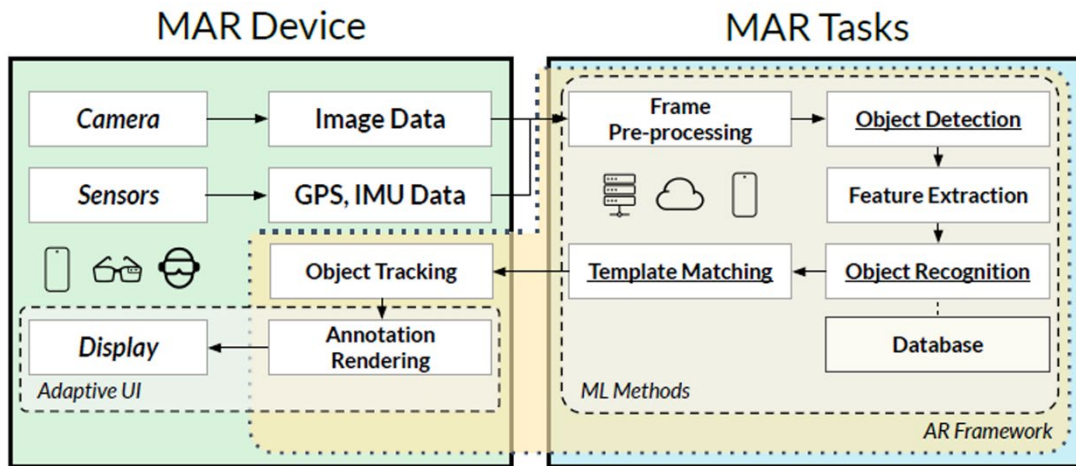 MAR Device
MAR Tasks
Camera
Image Data
Frame
Pre-processing
Object Detection
Sensors
GPS, IMU Data
Feature Extraction
Object Tracking
Template Matching
Object Recognition
Display
Annotation
Rendering
Database
Adaptive UI
ML Methods
AR Framework